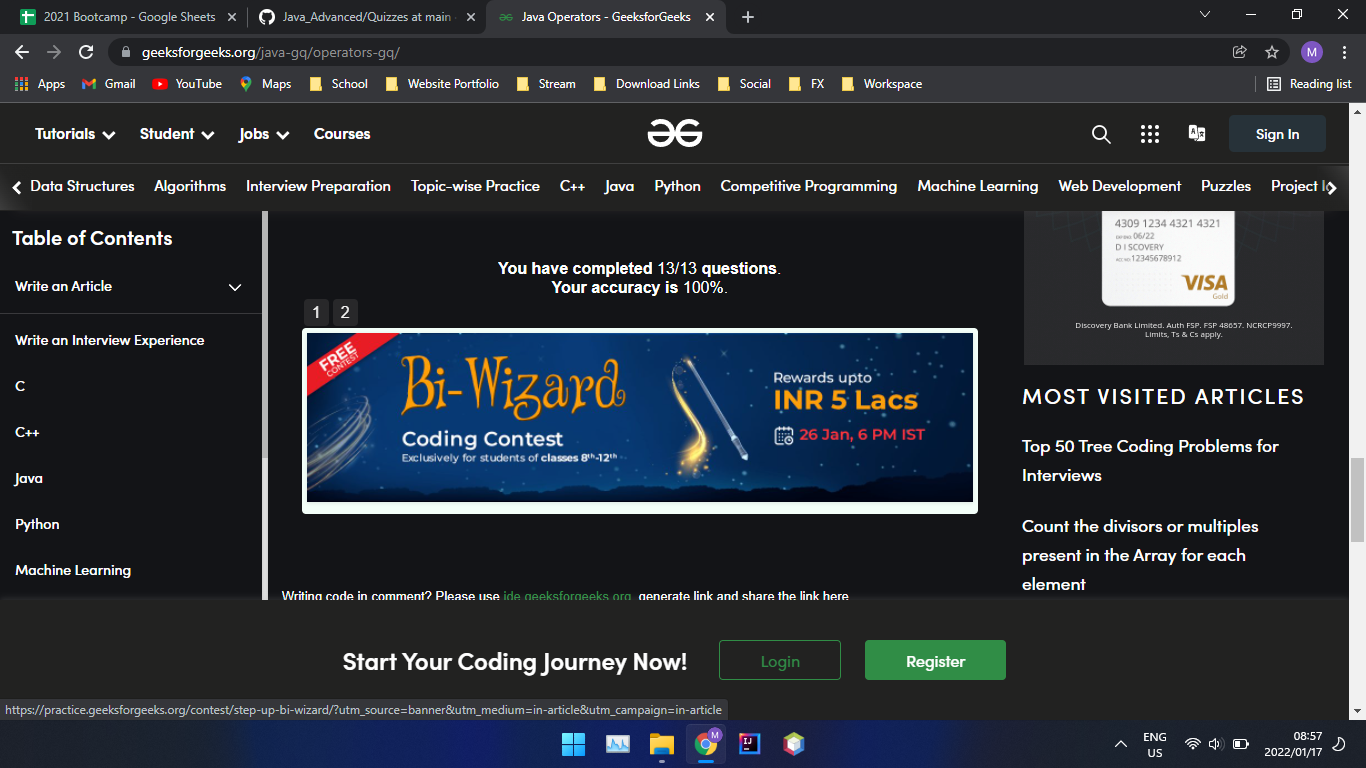 2021 Bootcamp - Google Sheets
Java_Advanced/Quizzes at main
Java Operators - GeeksforGeeks
geeksforgeeks.org/java-gq/operators-gq/
M
Apps Gmail YouTube Maps School Website Portfolio Stream Download Links Social FX Workspace Reading list
Tutorials Student Jobs Courses Sign In
Data Structures Algorithms Interview Preparation Topic-wise Practice C++ Java Python Competitive Programming Machine Learning Web Development Puzzles Project
Table of Contents
Write an Article
Write an Interview Experience
C
C++
Java
Python
Machine Learning
You have completed 13/13 questions.
Your accuracy is 100%.
1 2
FREE
CONTEST
Bi-Wizard
Coding Contest
Exclusively for students of classes 8th-12th
Rewards upto
INR 5 Lacs
26 Jan, 6 PM IST
Writing code in comment? Please use ide.geeksforgeeks.org, generate link and share the link here.
4309 1234 4321 4321
06/22
D I SCOVERY
12345678912
VISA
Gold
Discovery Bank Limited. Auth FSP. FSP 48657. NCRCP9997.
Limits, Ts & Cs apply.
MOST VISITED ARTICLES
Top 50 Tree Coding Problems for
Interviews
Count the divisors or multiples
present in the Array for each
element
Start Your Coding Journey Now!
Login
Register
https://practice.geeksforgeeks.org/contest/step-up-bi-wizard/?utm_source=banner&utm_medium=in-article&utm_campaign=in-article
M
IJ
ENG
US
08:57
2022/01/17